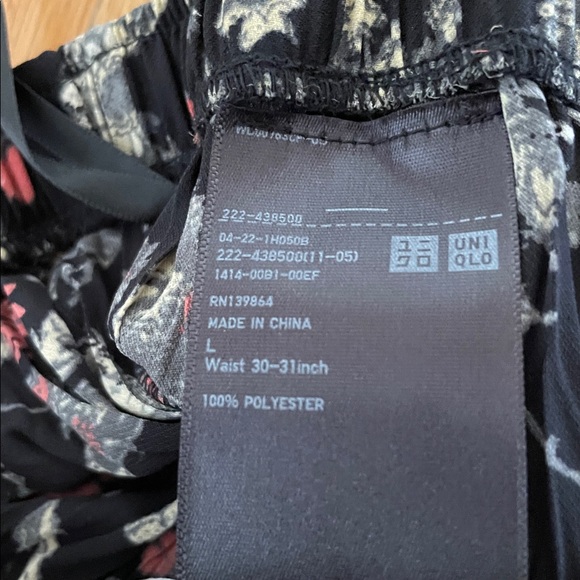 222-438500
04-22-1H050B
222-438500(11-05)
1414-00B1-00EF
ユニ
クロ
UNI
QLO
RN139864
MADE IN CHINA
L
Waist 30-31inch
100% POLYESTER